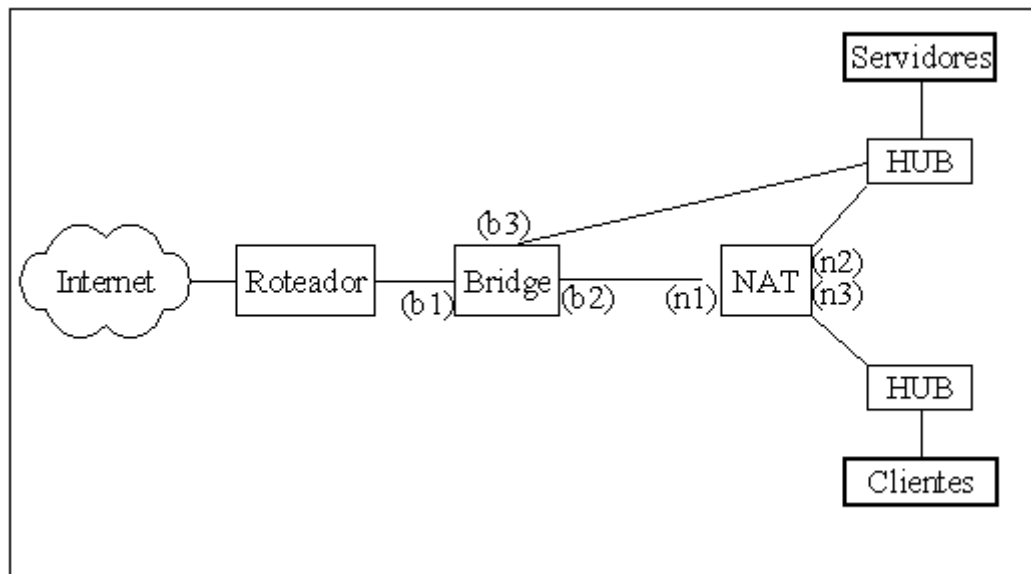 Servidores
HUB
(b3)
Internet
Roteador
(b1)
Bridge
(b2)
(n1)
NAT
(n2)
(n3)
HUB
Clientes